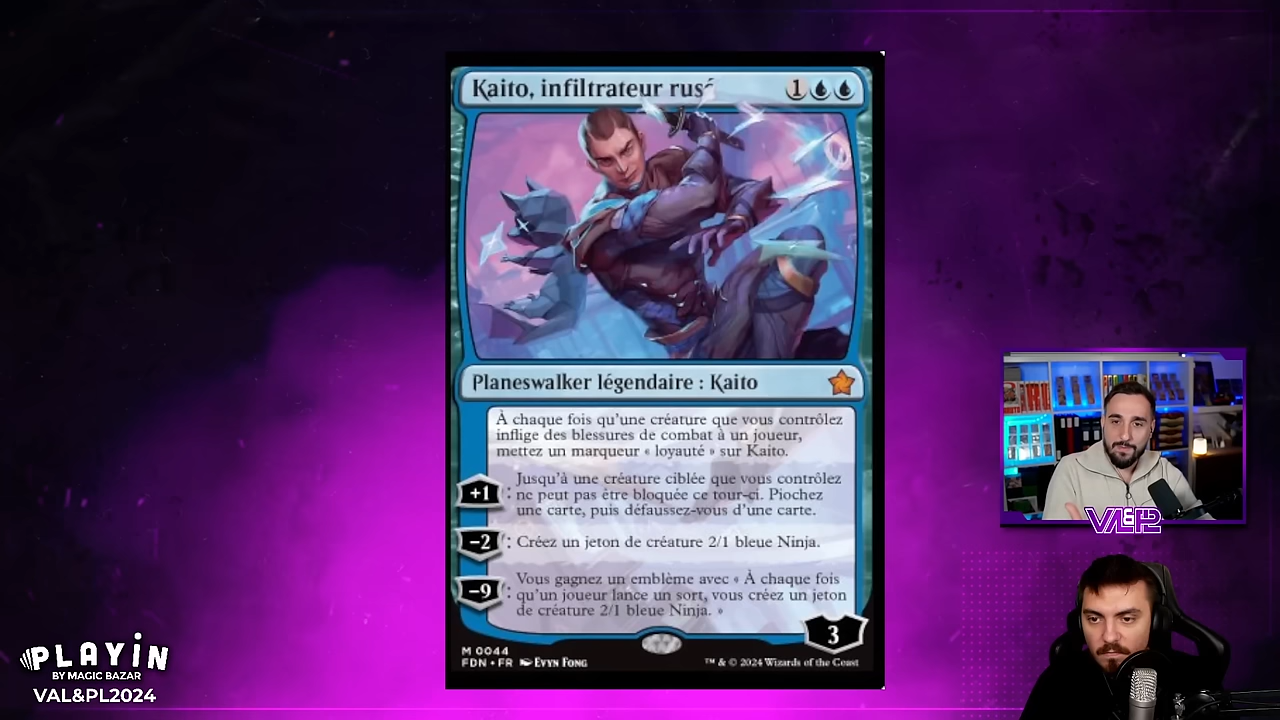 Kaito, infiltrateur rusé
1
Planeswalker légendaire : Kaito
À chaque fois qu'une créature que vous contrôlez
inflige des blessures de combat à un joueur,
mettez un marqueur « loyauté » sur Kaito.
+1 : Jusqu'à une créature ciblée que vous contrôlez
ne peut pas être bloquée ce tour-ci. Piochez
une carte, puis défaussez-vous d'une carte.
−2 : Créez un jeton de créature 2/1 bleue Ninja.
−9 : Vous gagnez un emblème avec « À chaque fois
qu'un joueur lance un sort, vous créez un jeton
de créature 2/1 bleue Ninja. »
3
M 0044
FDN • FR Evyn Fong
™ & © 2024 Wizards of the Coast
PLAYIN
BY MAGIC BAZAR
VAL&PL2024